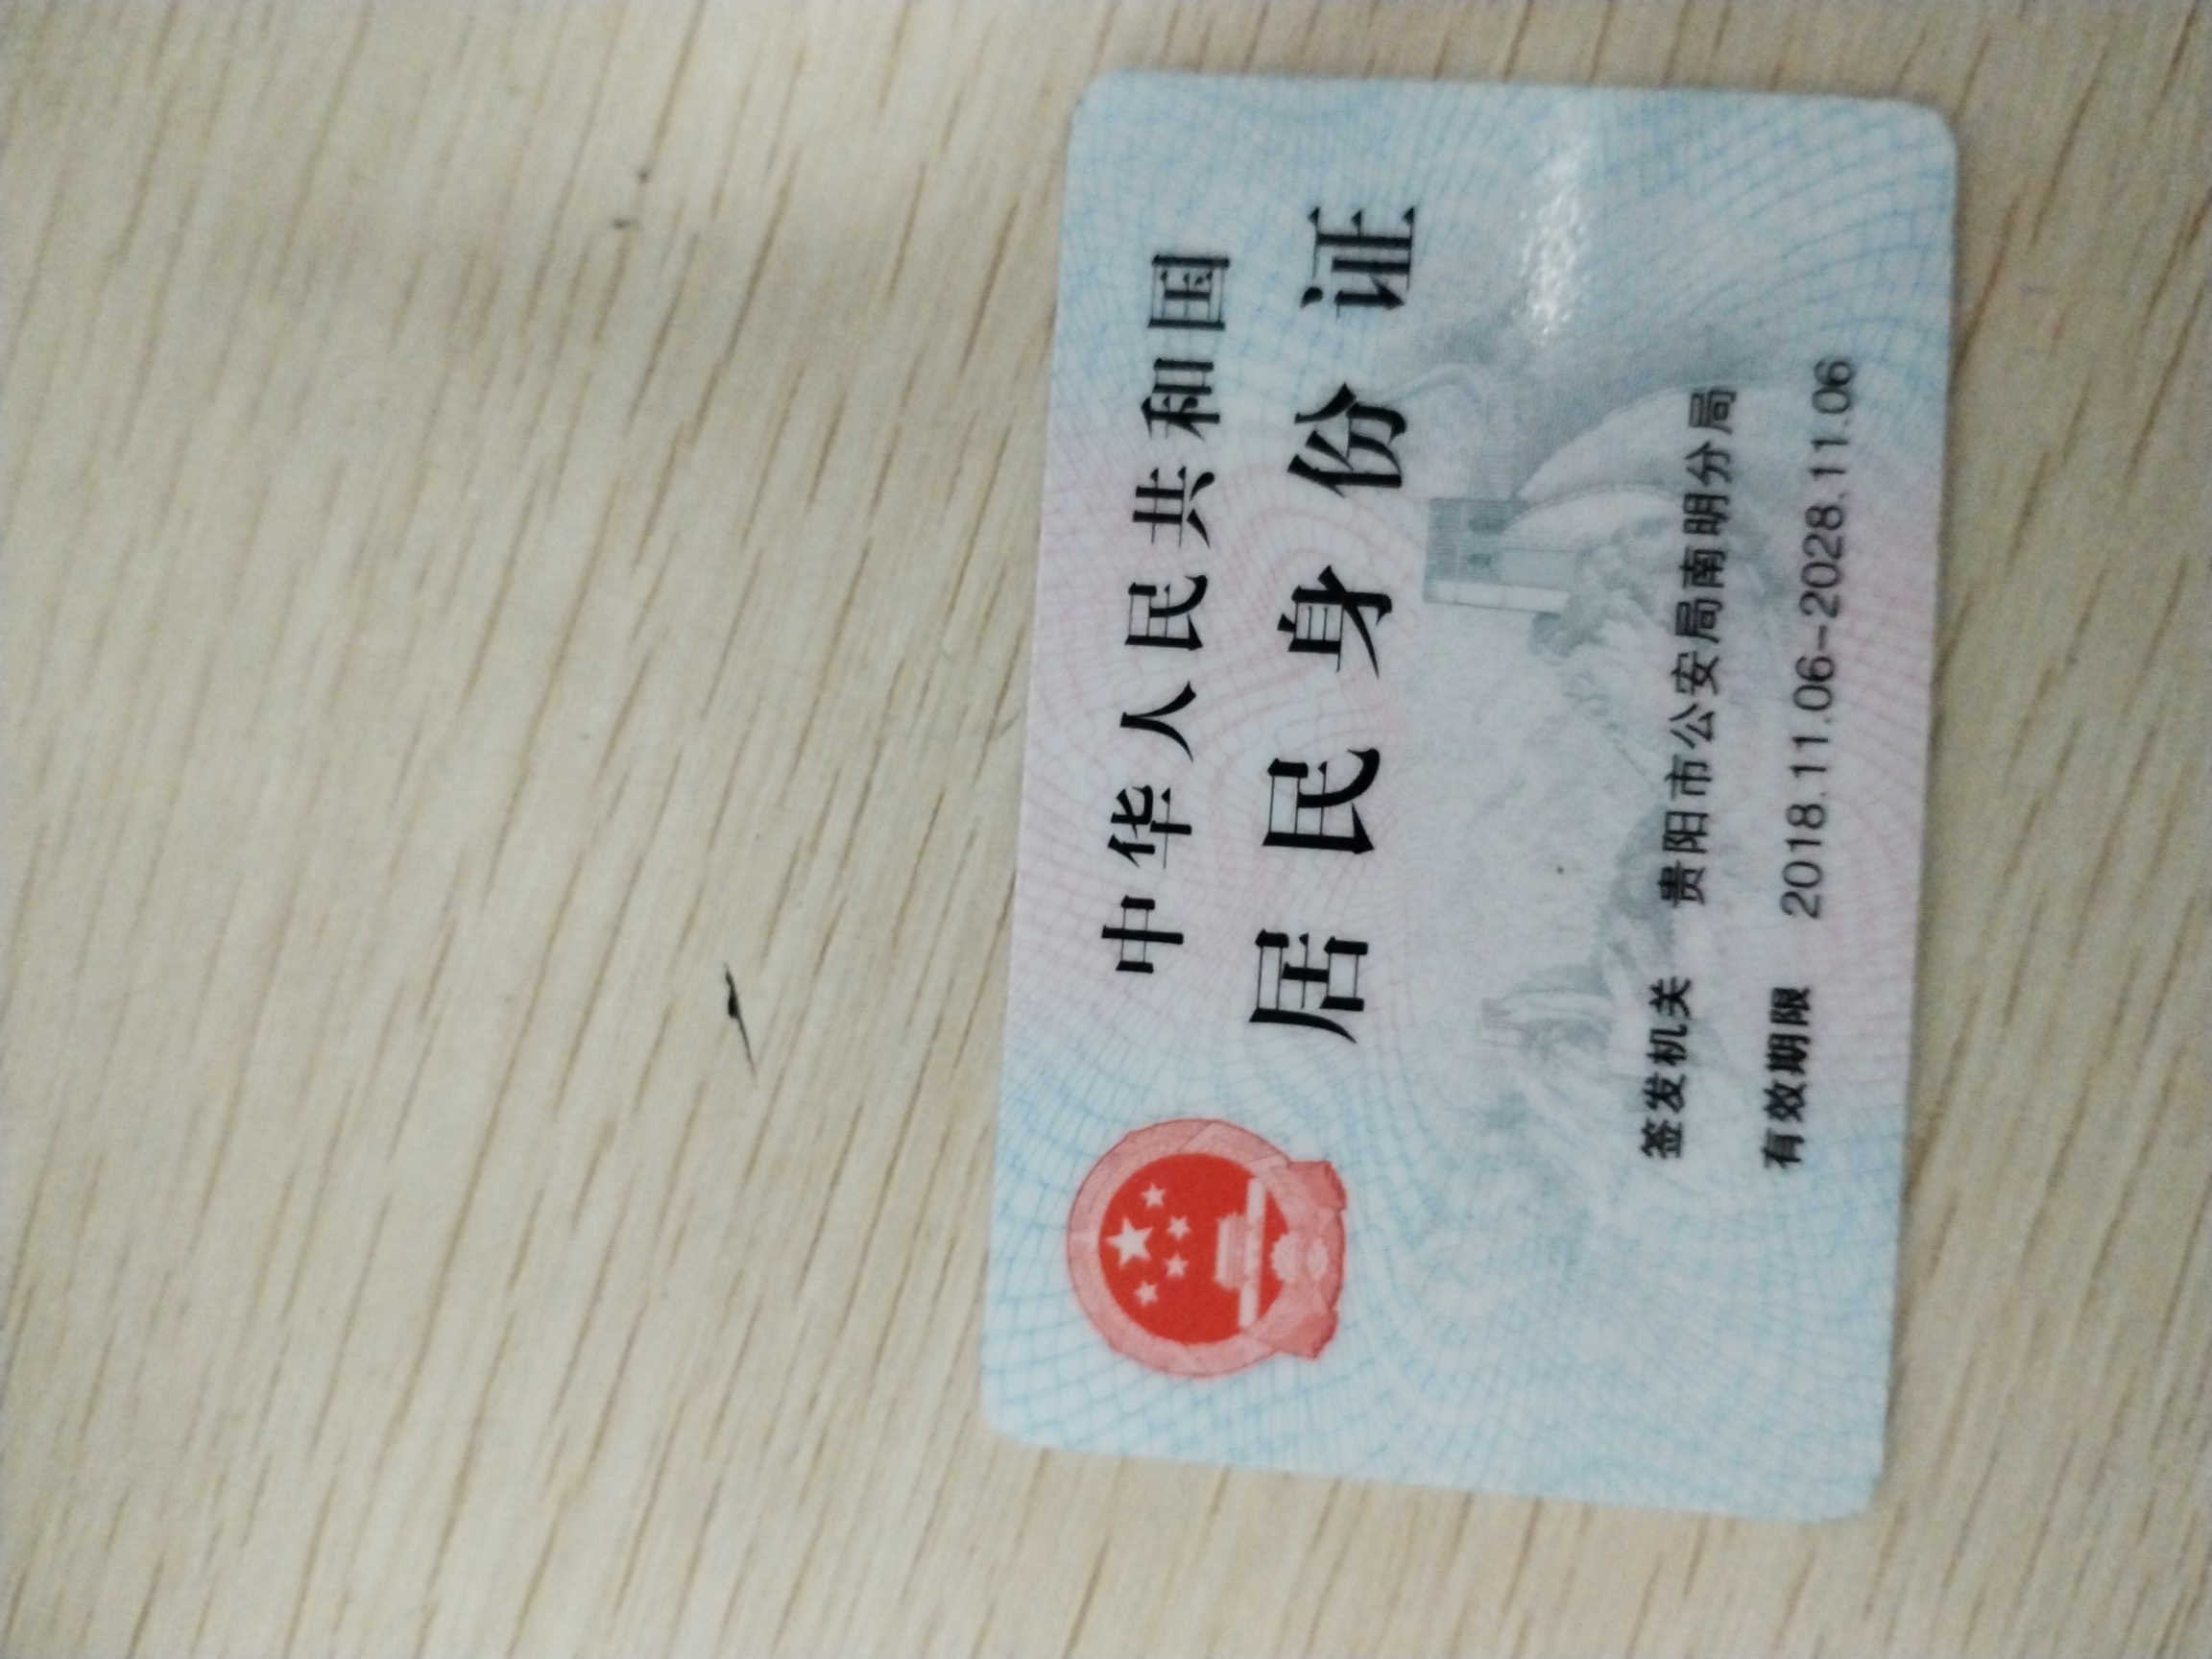 中华人民共和国
居民身份证
签发机关 贵阳市公安局南明分局
有效期限 2018.11.06-2028.11.06